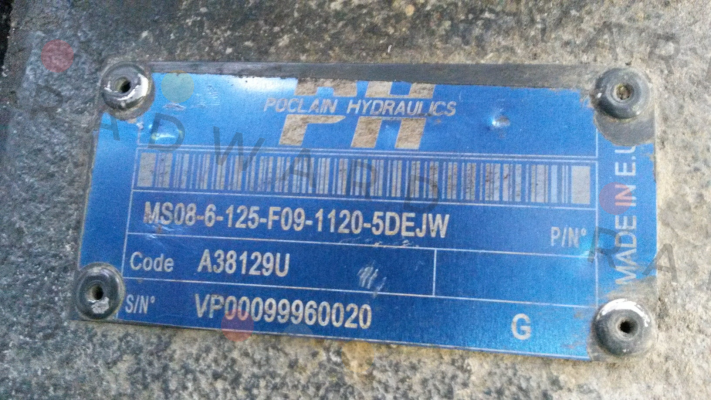 PH
POCLAIN HYDRAULICS
MS08-6-125-F09-1120-5DEJW
P/N°
Code A38129U
S/N° VP00099960020
G
MADE IN E.U